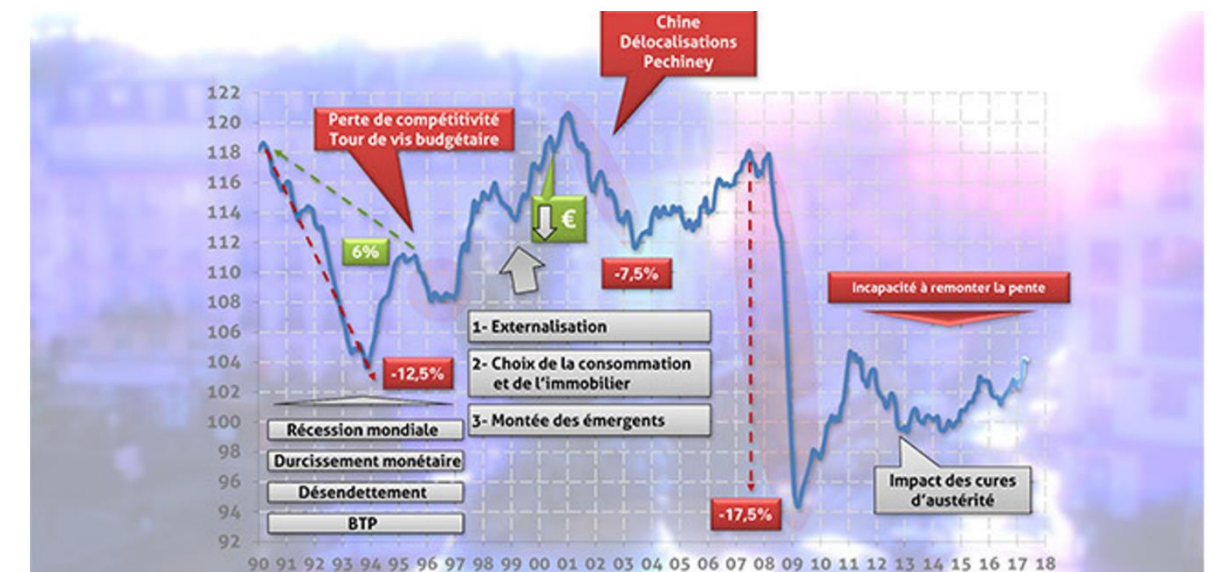 Chine
Délocalisations
Pechiney
Perte de compétitivité
Tour de vis budgétaire
122
120
118
116
114
112
110
108
106
104
102
100
98
96
94
92
€
6%
-7,5%
Incapacité à remonter la pente
1- Externalisation
2- Choix de la consommation
et de l'immobilier
3- Montée des émergents
-12,5%
Récession mondiale
Durcissement monétaire
Désendettement
BTP
-17,5%
Impact des cures
d'austérité
90 90 91 92 93 94 94 95 96 97 98 99 00 01 02 03 04 05 06 07 08 09 10 11 12 13 14 15 16 17 18